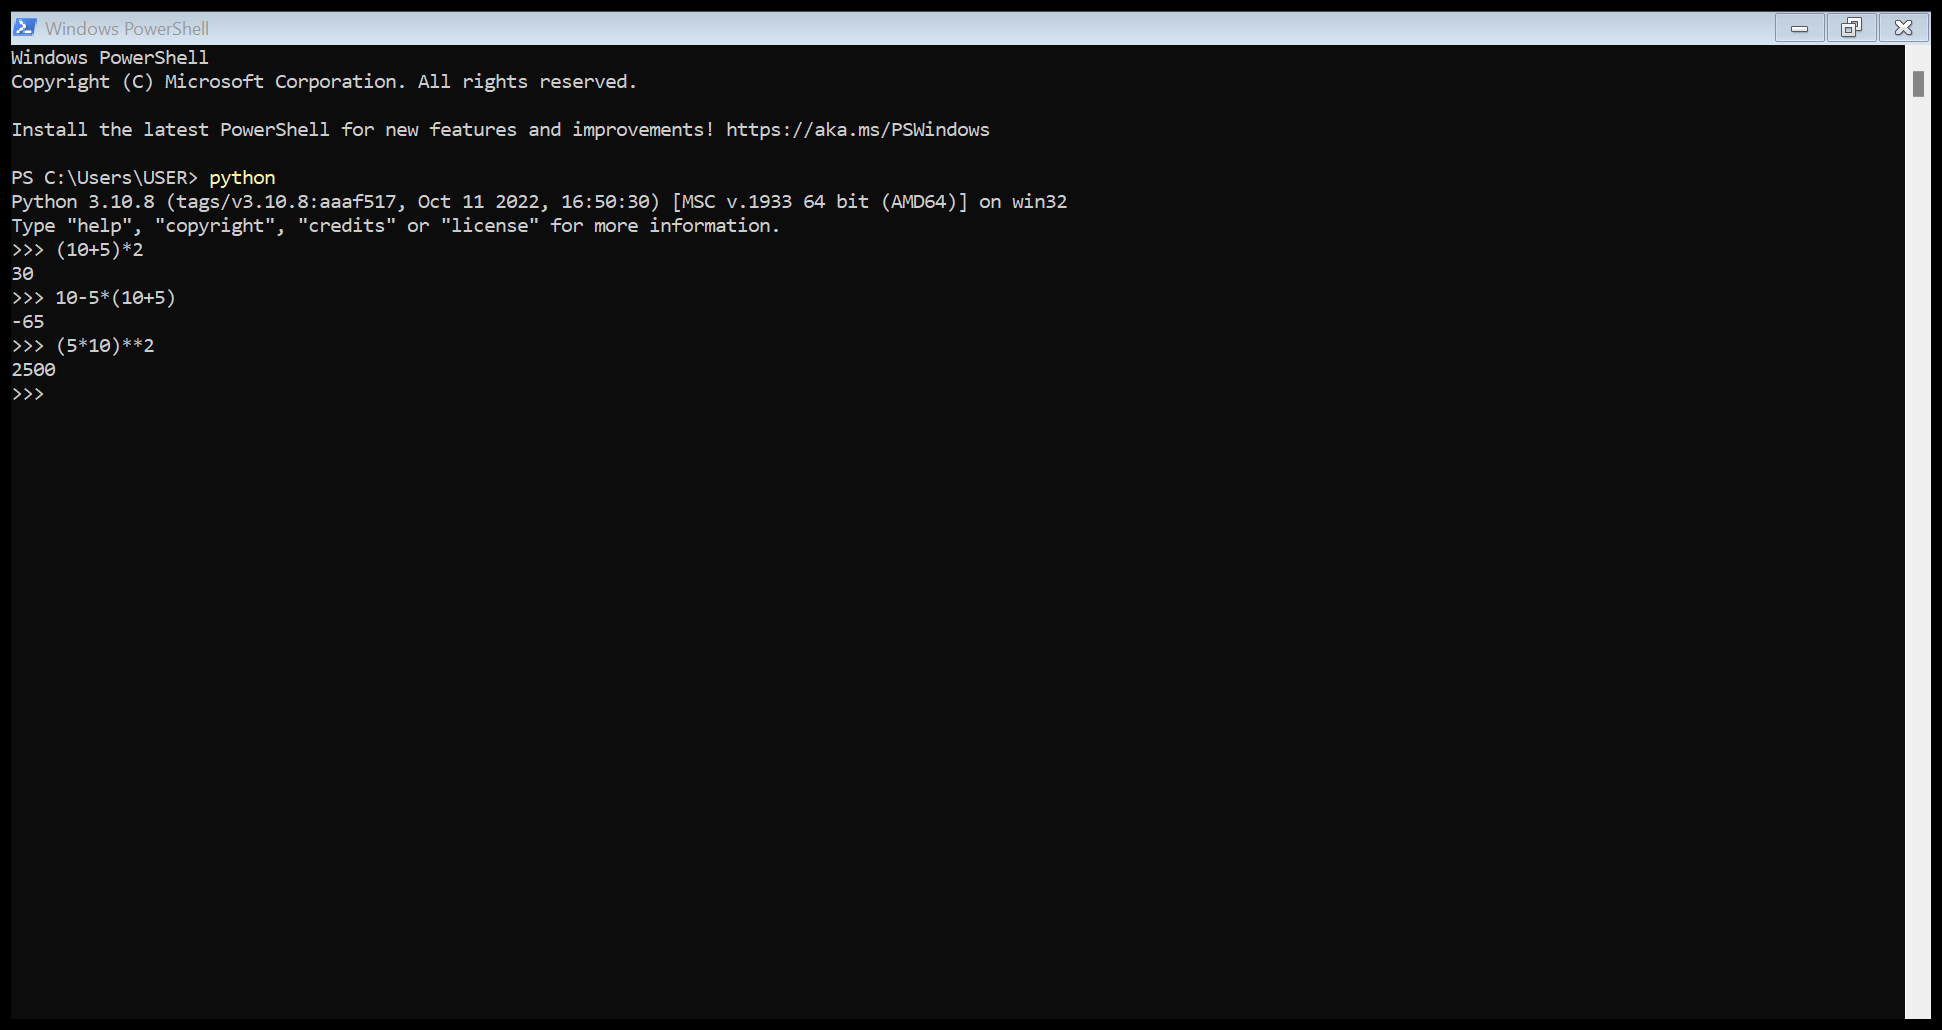 Windows PowerShell
Windows PowerShell
Copyright (C) Microsoft Corporation. All rights reserved.
Install the latest PowerShell for new features and improvements! https://aka.ms/PSWindows
PS C:\Users\USER> python
Python 3.10.8 (tags/v3.10.8:aaaf517, Oct 11 2022, 16:50:30) [MSC v.1933 64 bit (AMD64)] on win32
Type "help", "copyright", "credits" or "license" for more information.
>>> (10+5)*2
30
>>> 10-5*(10+5)
-65
>>> (5*10)**2
2500
>>>